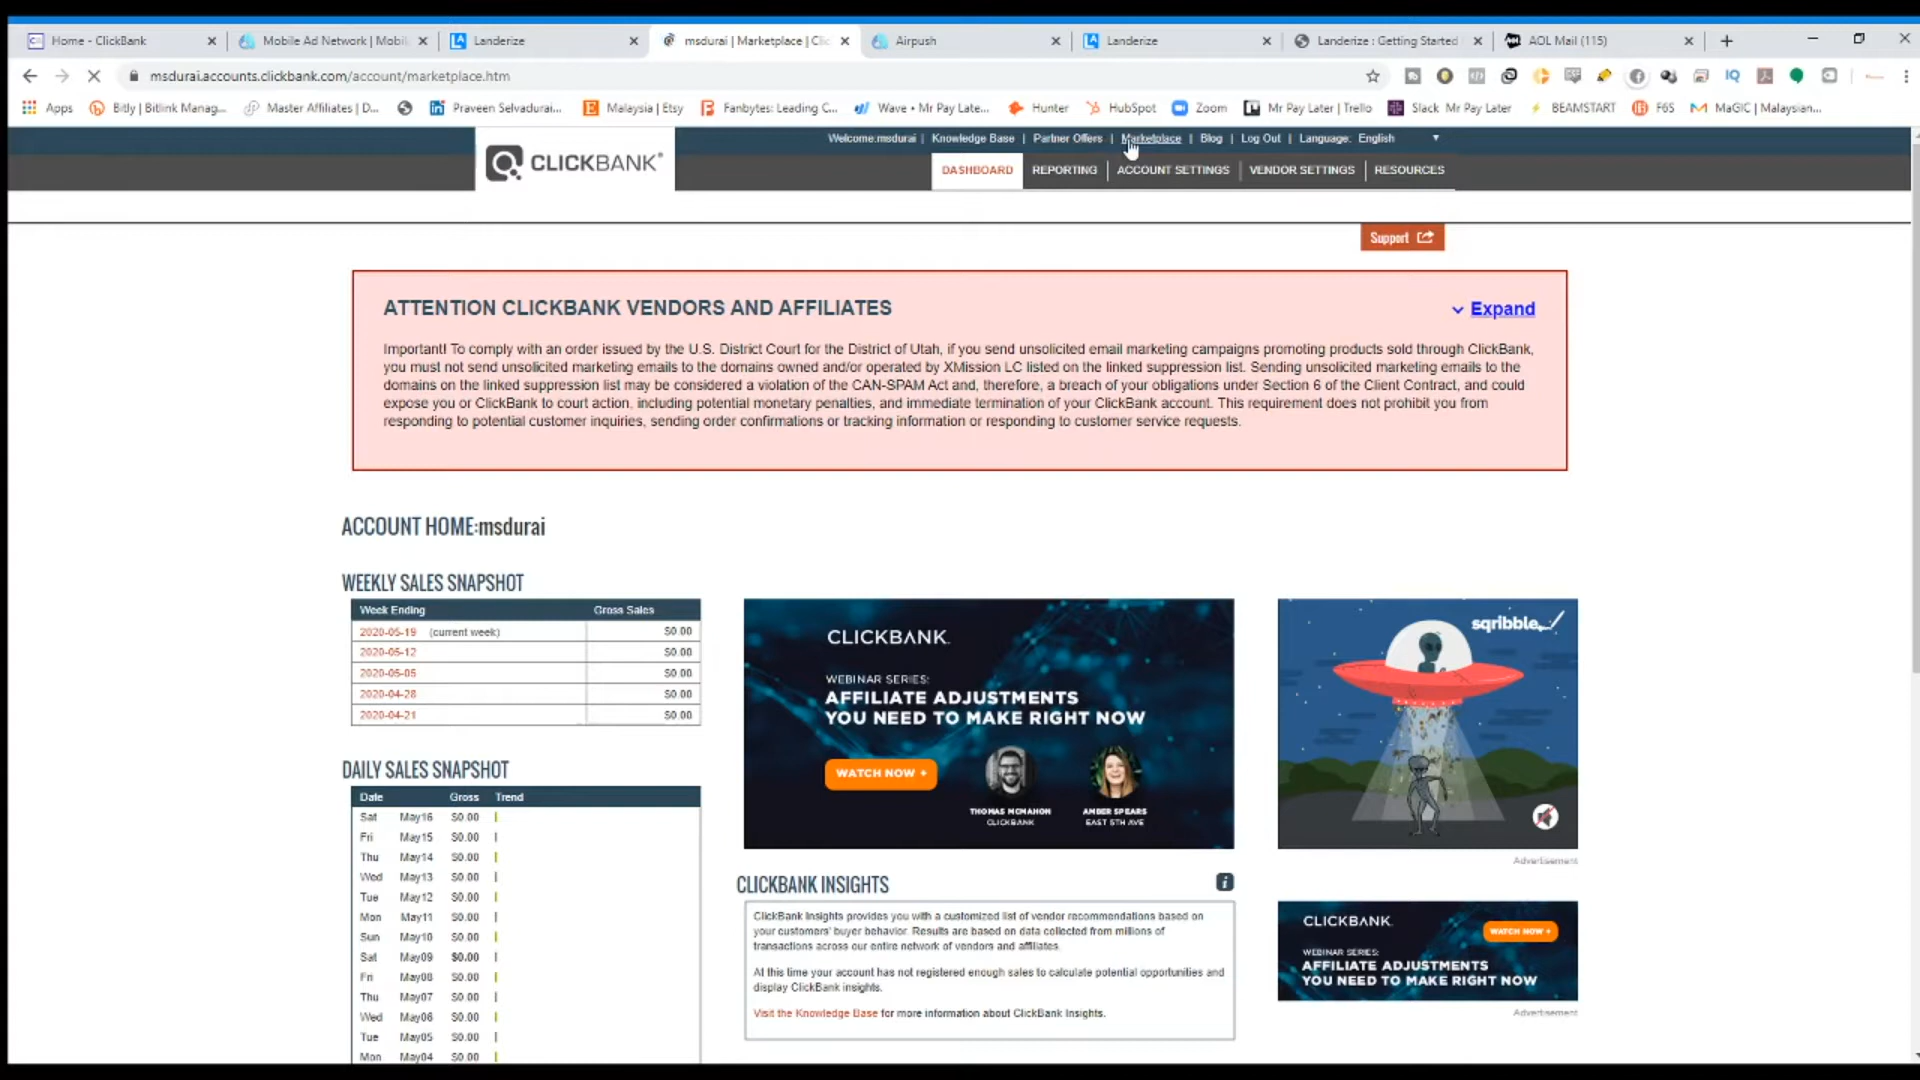 Home - ClickBank
Mobile Ad Network | Mobil
Landerize
msdurai | Marketplace | Clic
Airpush
Landerize
Landerize : Getting Started
AOL Mail (115)
msdurai.accounts.clickbank.com/account/marketplace.htm
Apps
Bitly | Bitlink Manag...
Master Affiliates | D...
Praveen Selvadurai...
Malaysia | Etsy
Fanbytes: Leading C...
Wave • Mr Pay Late...
Hunter
HubSpot
Zoom
Mr Pay Later | Trello
Slack Mr Pay Later
BEAMSTART
F6S
MaGIC | Malaysian...
Welcome:msdurai | Knowledge Base | Partner Offers | Marketplace | Blog | Log Out | Language: English
CLICKBANK®
DASHBOARD
REPORTING
ACCOUNT SETTINGS
VENDOR SETTINGS
RESOURCES
Support
ATTENTION CLICKBANK VENDORS AND AFFILIATES
Expand
Important! To comply with an order issued by the U.S. District Court for the District of Utah, if you send unsolicited email marketing campaigns promoting products sold through ClickBank,
you must not send unsolicited marketing emails to the domains owned and/or operated by XMission LC listed on the linked suppression list. Sending unsolicited marketing emails to the
domains on the linked suppression list may be considered a violation of the CAN-SPAM Act and, therefore, a breach of your obligations under Section 6 of the Client Contract, and could
expose you or ClickBank to court action, including potential monetary penalties, and immediate termination of your ClickBank account. This requirement does not prohibit you from
responding to potential customer inquiries, sending order confirmations or tracking information or responding to customer service requests.
ACCOUNT HOME:msdurai
WEEKLY SALES SNAPSHOT
Week Ending Gross Sales
2020-05-19 (current week) $0.00
2020-05-12 $0.00
2020-05-05 $0.00
2020-04-28 $0.00
2020-04-21 $0.00
DAILY SALES SNAPSHOT
Date Gross Trend
Sat May16 $0.00
Fri May15 $0.00
Thu May14 $0.00
Wed May13 $0.00
Tue May12 $0.00
Mon May11 $0.00
Sun May10 $0.00
Sat May09 $0.00
Fri May08 $0.00
Thu May07 $0.00
Wed May06 $0.00
Tue May05 $0.00
Mon May04 $0.00
CLICKBANK.
WEBINAR SERIES:
AFFILIATE ADJUSTMENTS
YOU NEED TO MAKE RIGHT NOW
WATCH NOW +
THOMAS MCMAHON
CLICKBANK
AMBER SPEARS
EAST 5TH AVE
sqribble
Advertisement
CLICKBANK INSIGHTS
ClickBank Insights provides you with a customized list of vendor recommendations based on
your customers' buyer behavior. Results are based on data collected from millions of
transactions across our entire network of vendors and affiliates.
At this time your account has not registered enough sales to calculate potential opportunities and
display ClickBank insights.
Visit the Knowledge Base for more information about ClickBank Insights.
CLICKBANK.
WATCH NOW +
WEBINAR SERIES:
AFFILIATE ADJUSTMENTS
YOU NEED TO MAKE RIGHT NOW
Advertisement